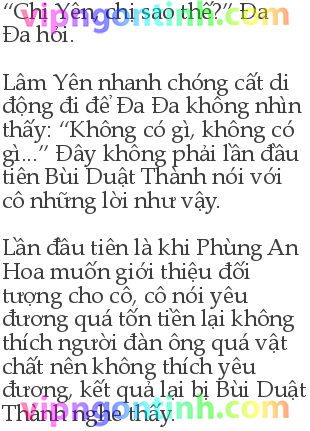 “Chị Yên, chị sao thế?” Đa
Đa hỏi.
Lâm Yên nhanh chóng cất di
động đi để Đa Đa không nhìn
thấy: “Không có gì, không có
gì...” Đây không phải lần đầu
tiên Bùi Duật Thành nói với
cô những lời như vậy.
Lần đầu tiên là khi Phùng An
Hoa muốn giới thiệu đối
tượng cho cô, cô nói yêu
đương quá tốn tiền lại không
thích người đàn ông quá vật
chất nên không thích yêu
đương, kết quả lại bị Bùi Duật
Thành nghe thấy.
vipngontinh.com
vipngontinh.com